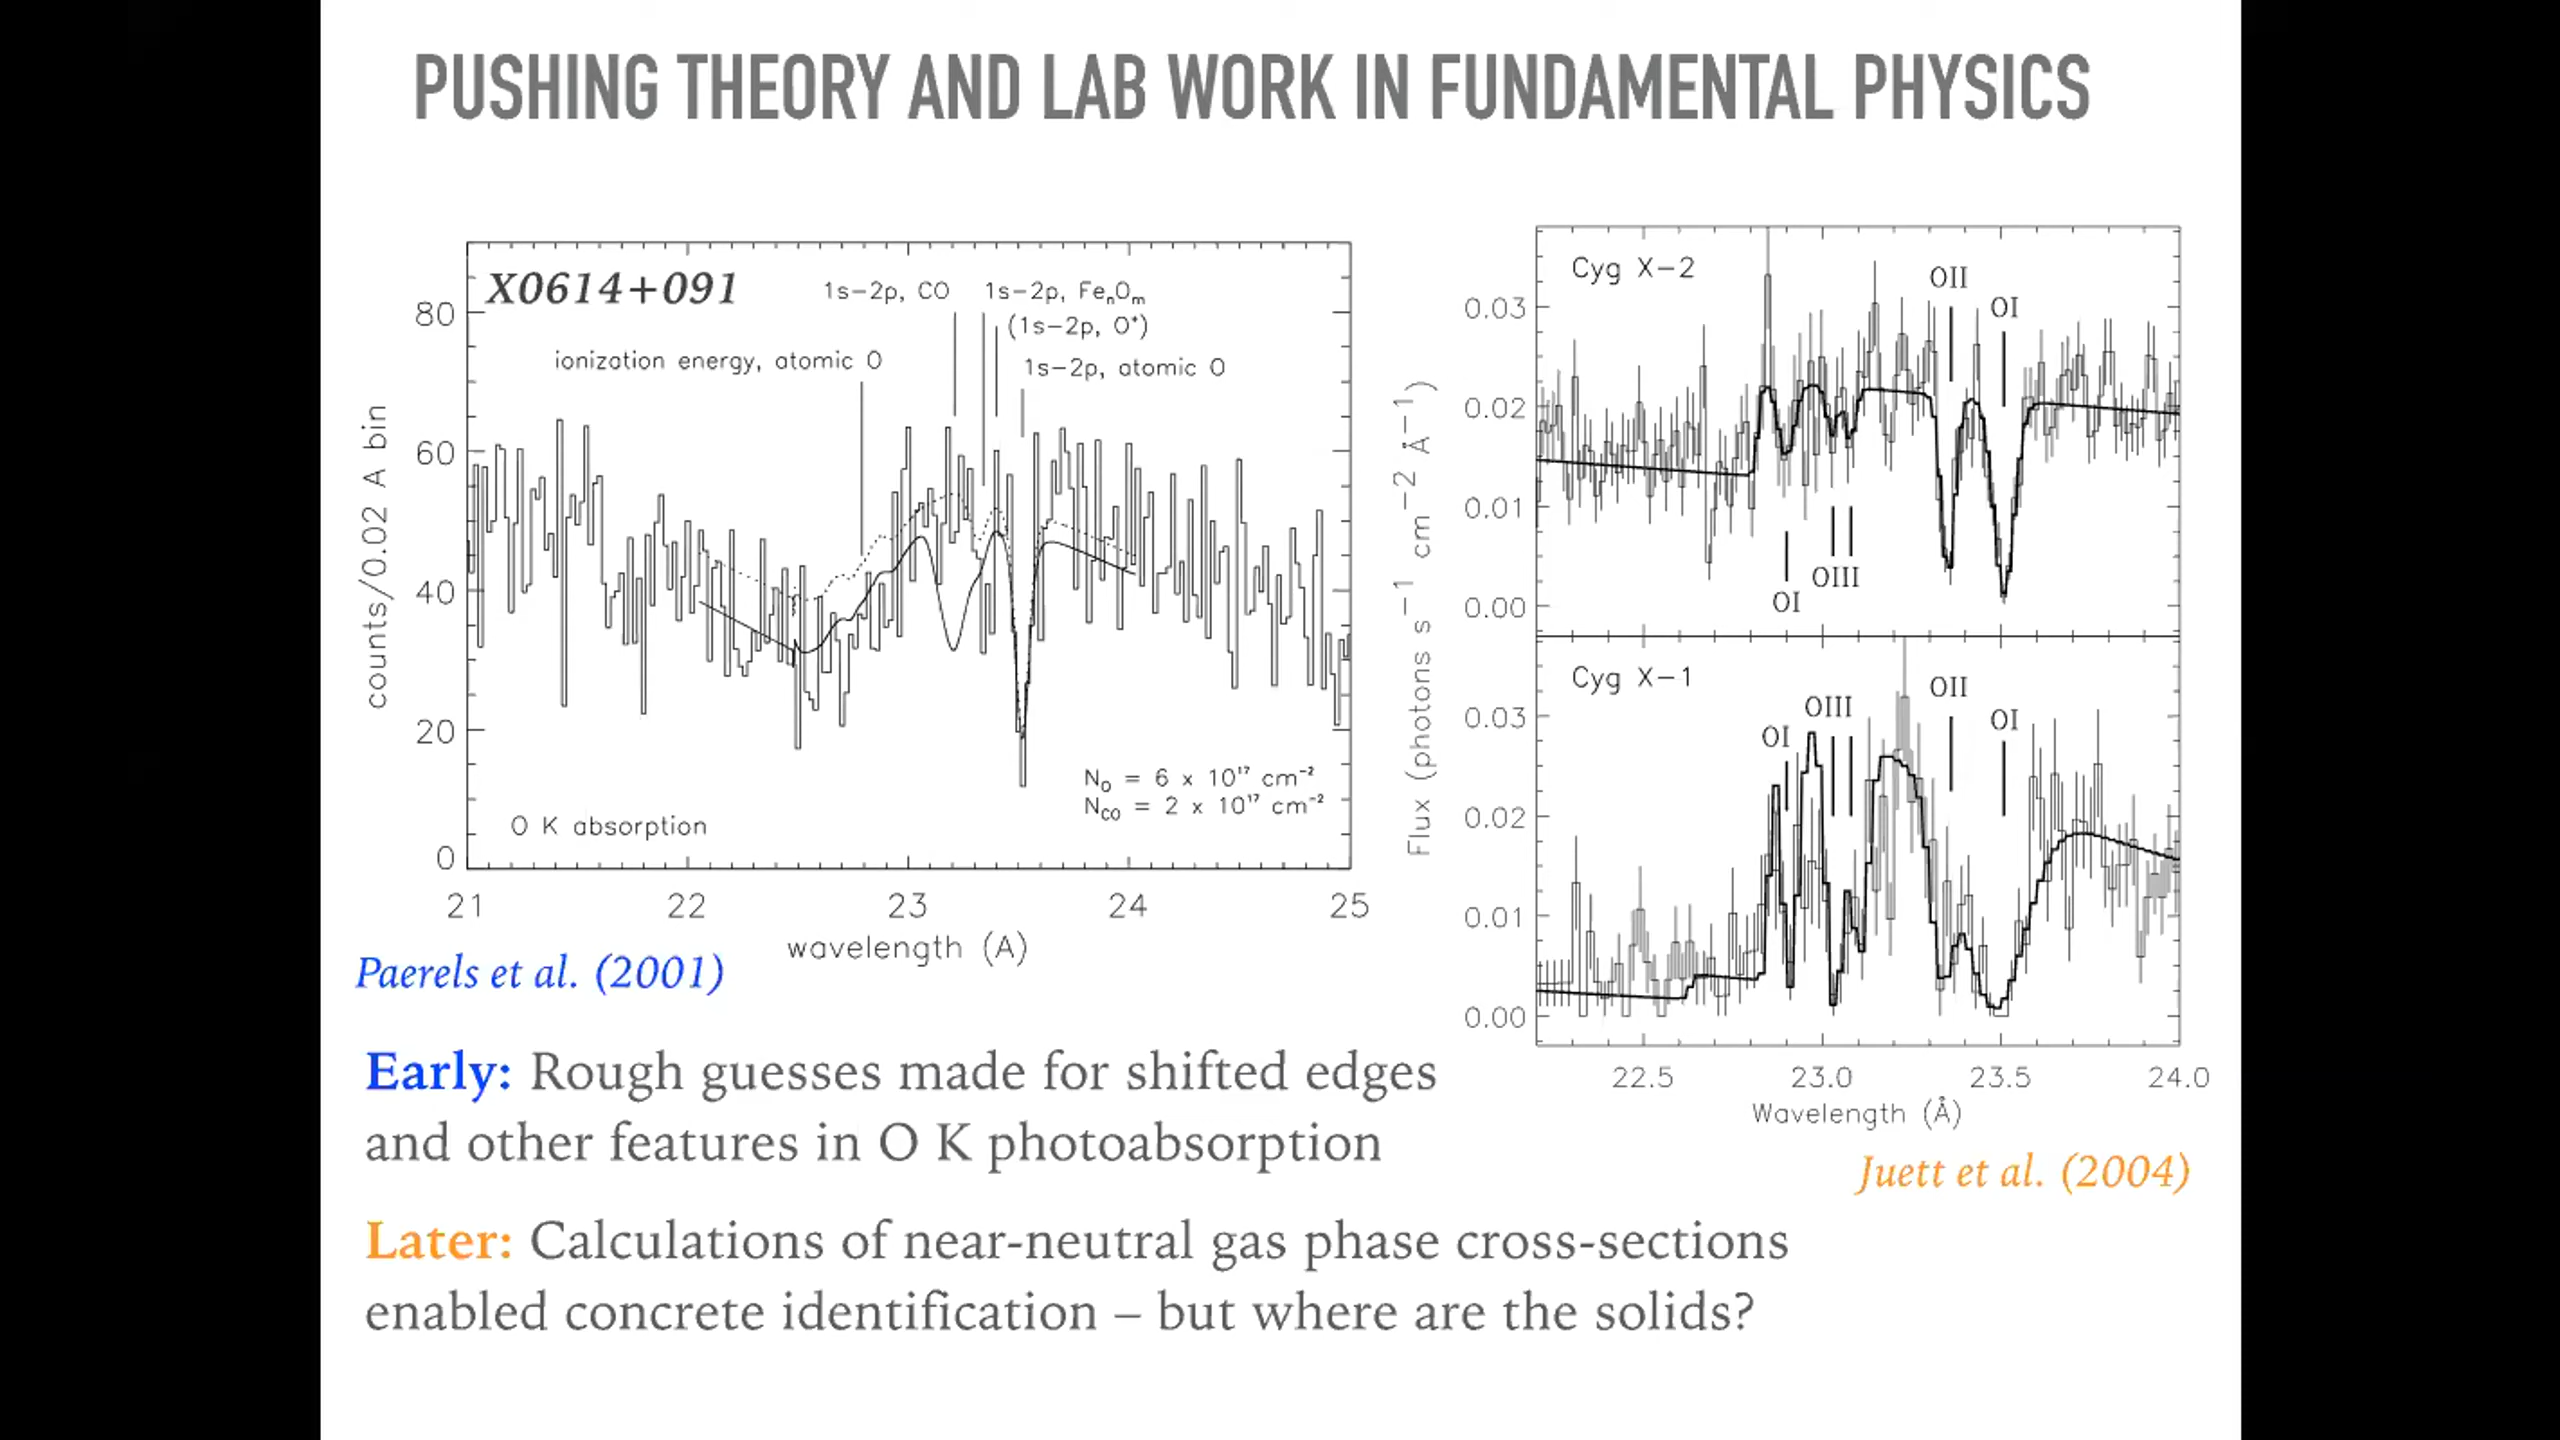 PUSHING THEORY AND LAB WORK IN FUNDAMENTAL PHYSICS
X0614+091
1s-2p, CO
1s-2p, FeₙOₘ
(1s-2p, O⁺)
ionization energy, atomic O
1s-2p, atomic O
80
60
40
20
0
counts/0.02 A bin
N_O = 6 x 10¹⁷ cm⁻²
N_CO = 2 x 10¹⁷ cm⁻²
O K absorption
21 22 23 24 25
wavelength (A)
Paerels et al. (2001)
Cyg X-2
OII
OI
OIII
OI
0.03
0.02
0.01
0.00
Flux (photons s⁻¹ cm⁻² Å⁻¹)
Cyg X-1
OII
OIII
OI
OI
0.03
0.02
0.01
0.00
22.5 23.0 23.5 24.0
Wavelength (Å)
Juett et al. (2004)
Early: Rough guesses made for shifted edges
and other features in O K photoabsorption
Later: Calculations of near-neutral gas phase cross-sections
enabled concrete identification – but where are the solids?